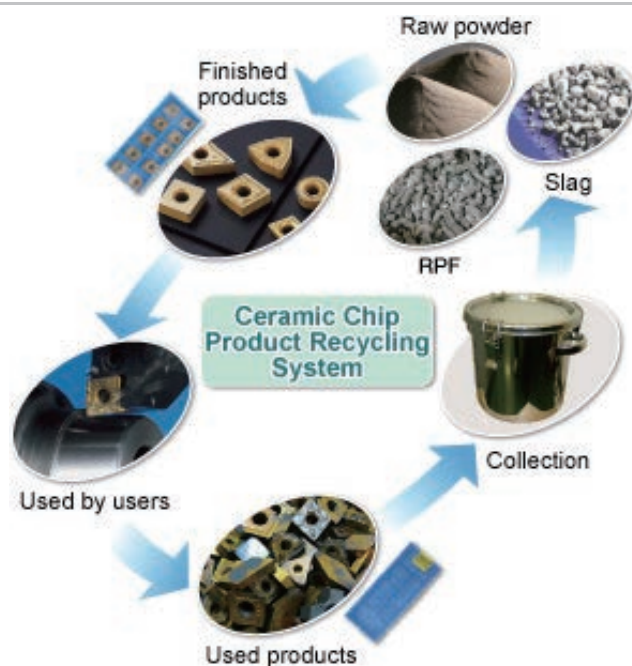 Raw powder
Finished
products
Slag
RPF
Ceramic Chip
Product Recycling
System
Collection
Used by users
Used products